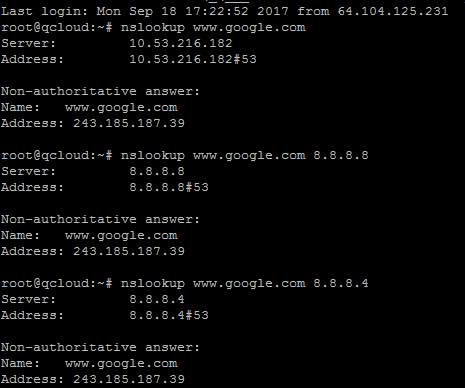 Last login: Mon Sep 18 17:22:52 2017 from 64.104.125.231
root@qcloud:~# nslookup www.google.com
Server:         10.53.216.182
Address:        10.53.216.182#53
Non-authoritative answer:
Name:   www.google.com
Address: 243.185.187.39
root@qcloud:~# nslookup www.google.com 8.8.8.8
Server:         8.8.8.8
Address:        8.8.8.8#53
Non-authoritative answer:
Name:   www.google.com
Address: 243.185.187.39
root@qcloud:~# nslookup www.google.com 8.8.8.4
Server:         8.8.8.4
Address:        8.8.8.4#53
Non-authoritative answer:
Name:   www.google.com
Address: 243.185.187.39